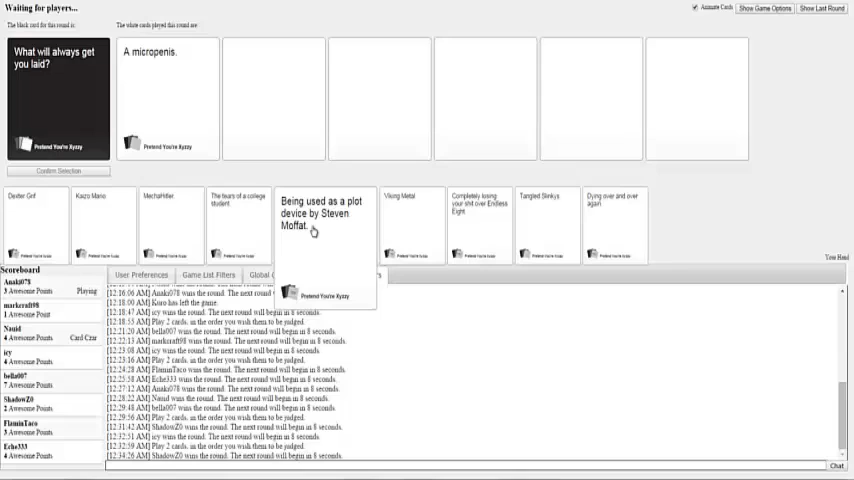 Waiting for players...
Animate Cards
Show Game Options
Show Last Round
The black card for this round is:
The white cards played this round are:
What will always get
you laid?
Pretend You're Xyzzy
A micropenis.
Pretend You're Xyzzy
Confirm Selection
Dexter Grif
Kaizo Mario
MechaHitler.
The tears of a college
student
Being used as a plot
device by Steven
Moffat.
Pretend You're Xyzzy
Viking Metal
Completely losing
your shit over Endless
Eight
Tangled Slinkys
Dying over and over
again
Your Hand
Scoreboard
User Preferences
Game List Filters
Global
Anaki078
3 Awesome Points
Playing
markcraft98
1 Awesome Point
Nauid
4 Awesome Points
Card Czar
icy
4 Awesome Points
bella007
7 Awesome Points
ShadowZ0
2 Awesome Points
FlaminTaco
3 Awesome Points
Eche333
4 Awesome Points
[12:16:06 AM] Anaki078 wins the round. The next round
[12:18:00 AM] Kuro has left the game.
[12:18:47 AM] icy wins the round. The next round will begin in 8 seconds.
[12:18:55 AM] Play 2 cards, in the order you wish them to be judged.
[12:21:20 AM] bella007 wins the round. The next round will begin in 8 seconds.
[12:22:13 AM] markcraft98 wins the round. The next round will begin in 8 seconds.
[12:23:08 AM] icy wins the round. The next round will begin in 8 seconds.
[12:23:16 AM] Play 2 cards, in the order you wish them to be judged.
[12:24:28 AM] FlaminTaco wins the round. The next round will begin in 8 seconds.
[12:25:58 AM] Eche333 wins the round. The next round will begin in 8 seconds.
[12:27:12 AM] Anaki078 wins the round. The next round will begin in 8 seconds.
[12:28:22 AM] Nauid wins the round. The next round will begin in 8 seconds.
[12:29:48 AM] bella007 wins the round. The next round will begin in 8 seconds.
[12:29:56 AM] Play 2 cards, in the order you wish them to be judged.
[12:31:42 AM] ShadowZ0 wins the round. The next round will begin in 8 seconds.
[12:32:51 AM] icy wins the round. The next round will begin in 8 seconds.
[12:32:59 AM] Play 2 cards, in the order you wish them to be judged.
[12:34:26 AM] ShadowZ0 wins the round. The next round will begin in 8 seconds.
Chat